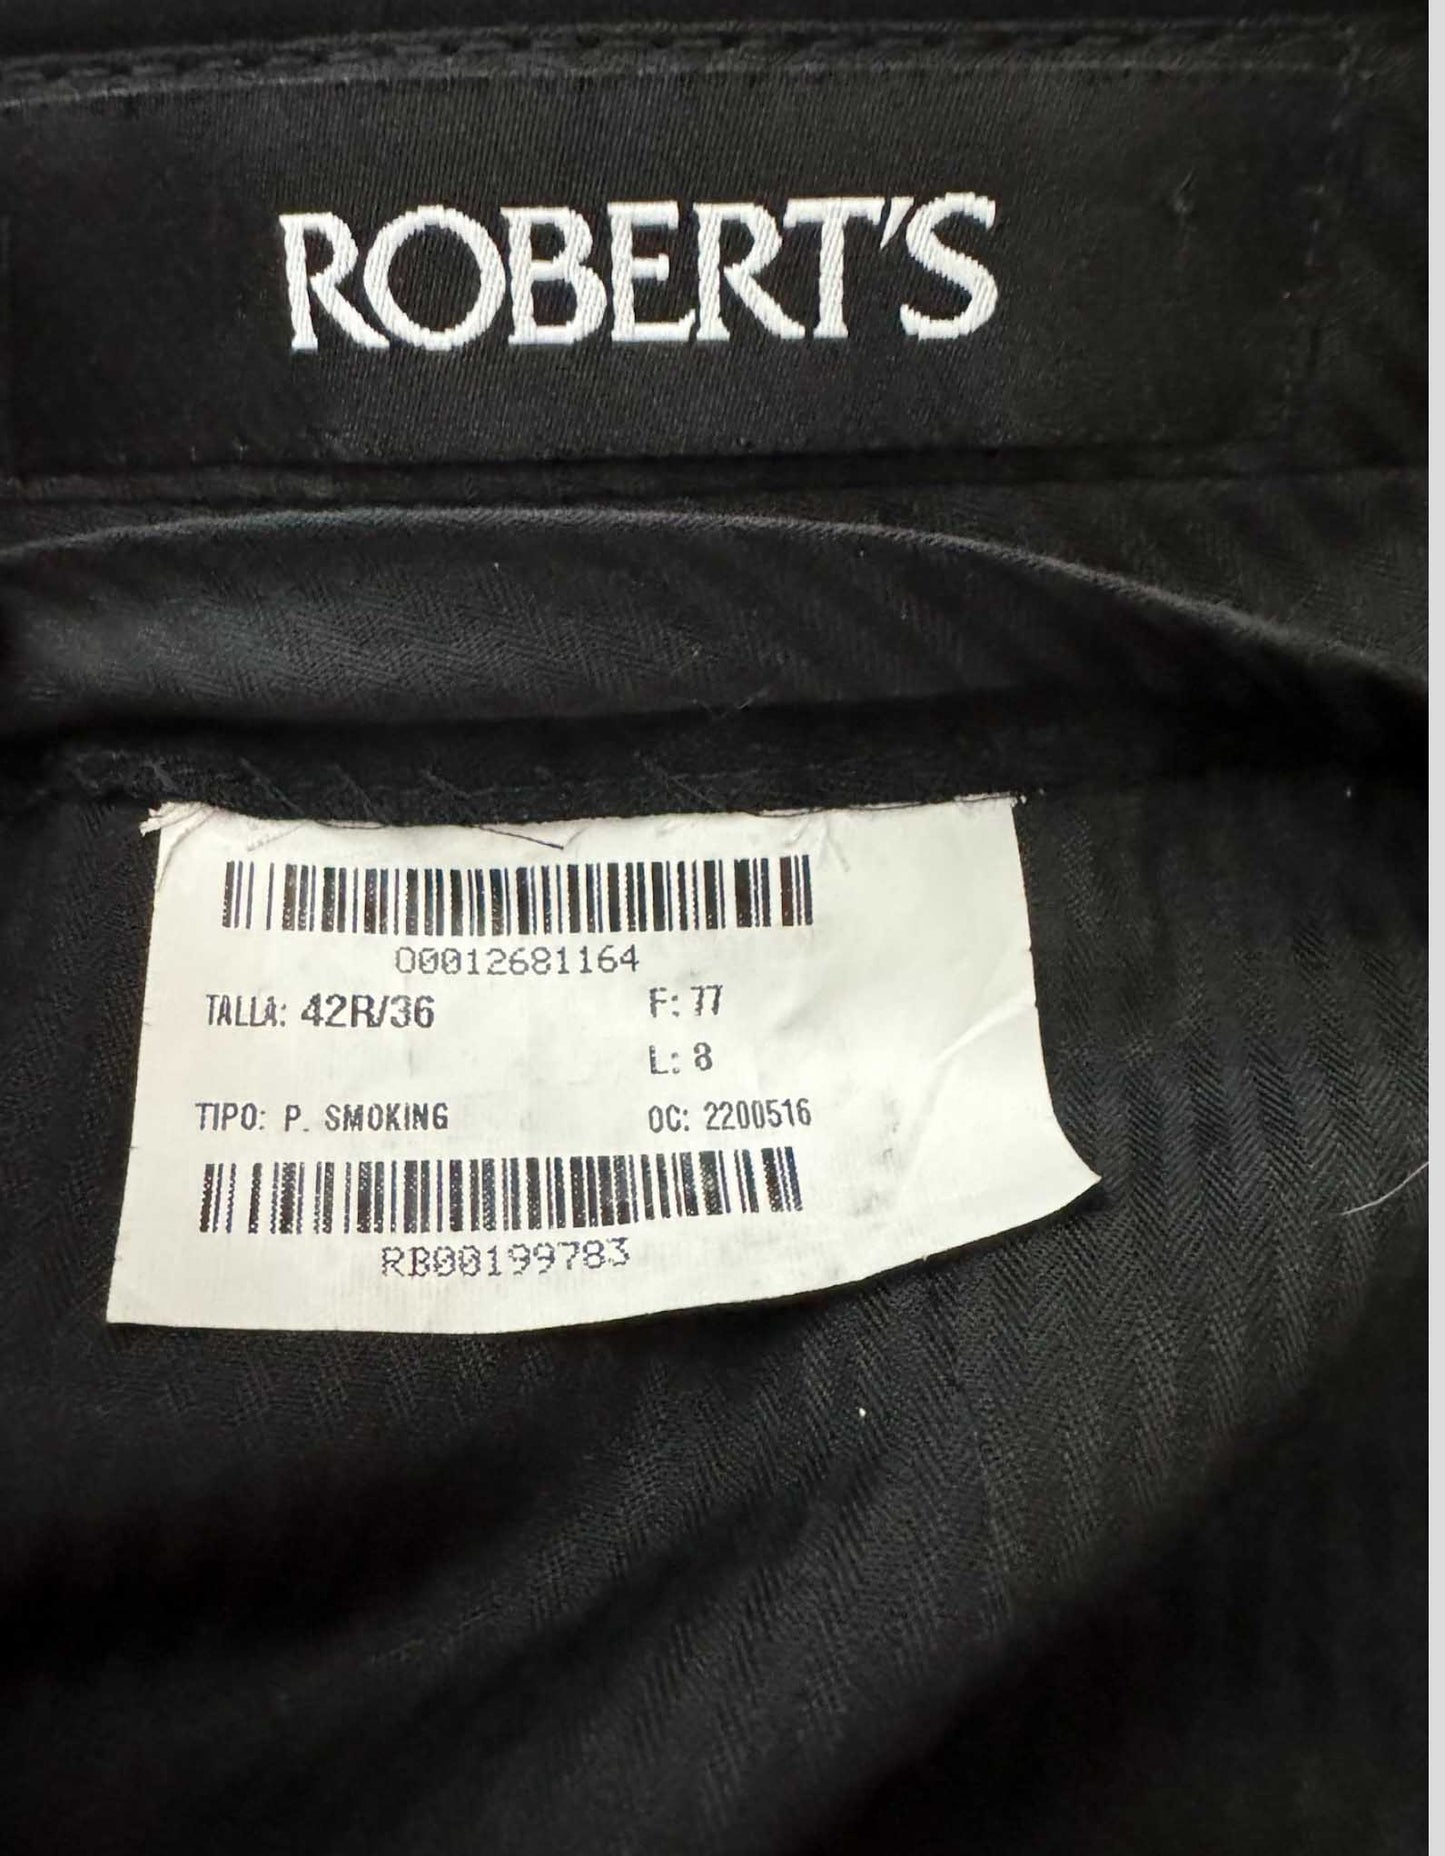 ROBERT'S
00012681164
TALLA: 42R/36 F: 77
L: 8
TIPO: P. SMOKING OC: 2200516
RB00199783